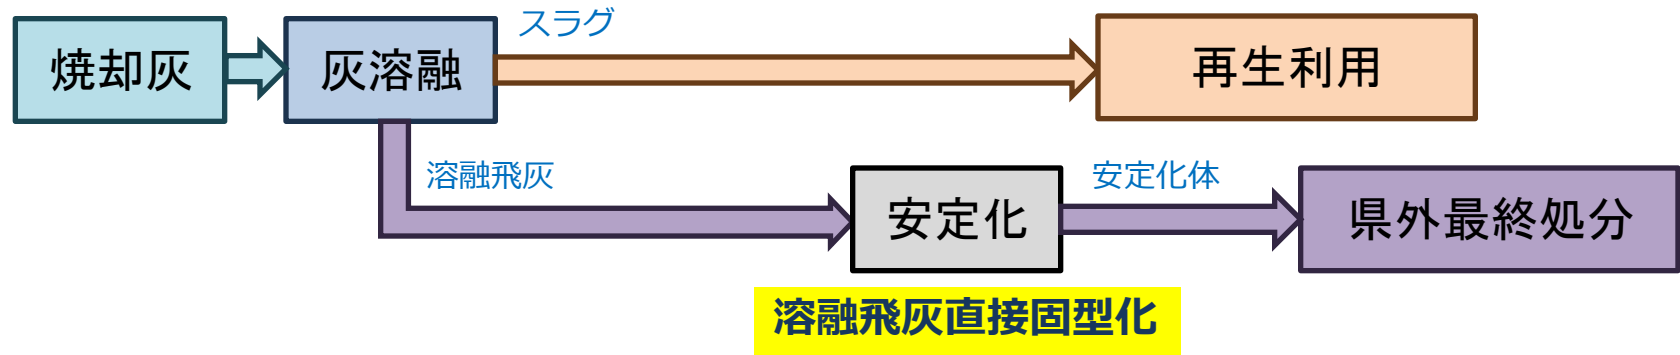 スラグ
焼却灰
灰溶融
再生利用
溶融飛灰
安定化体
安定化
県外最終処分
溶融飛灰直接固型化